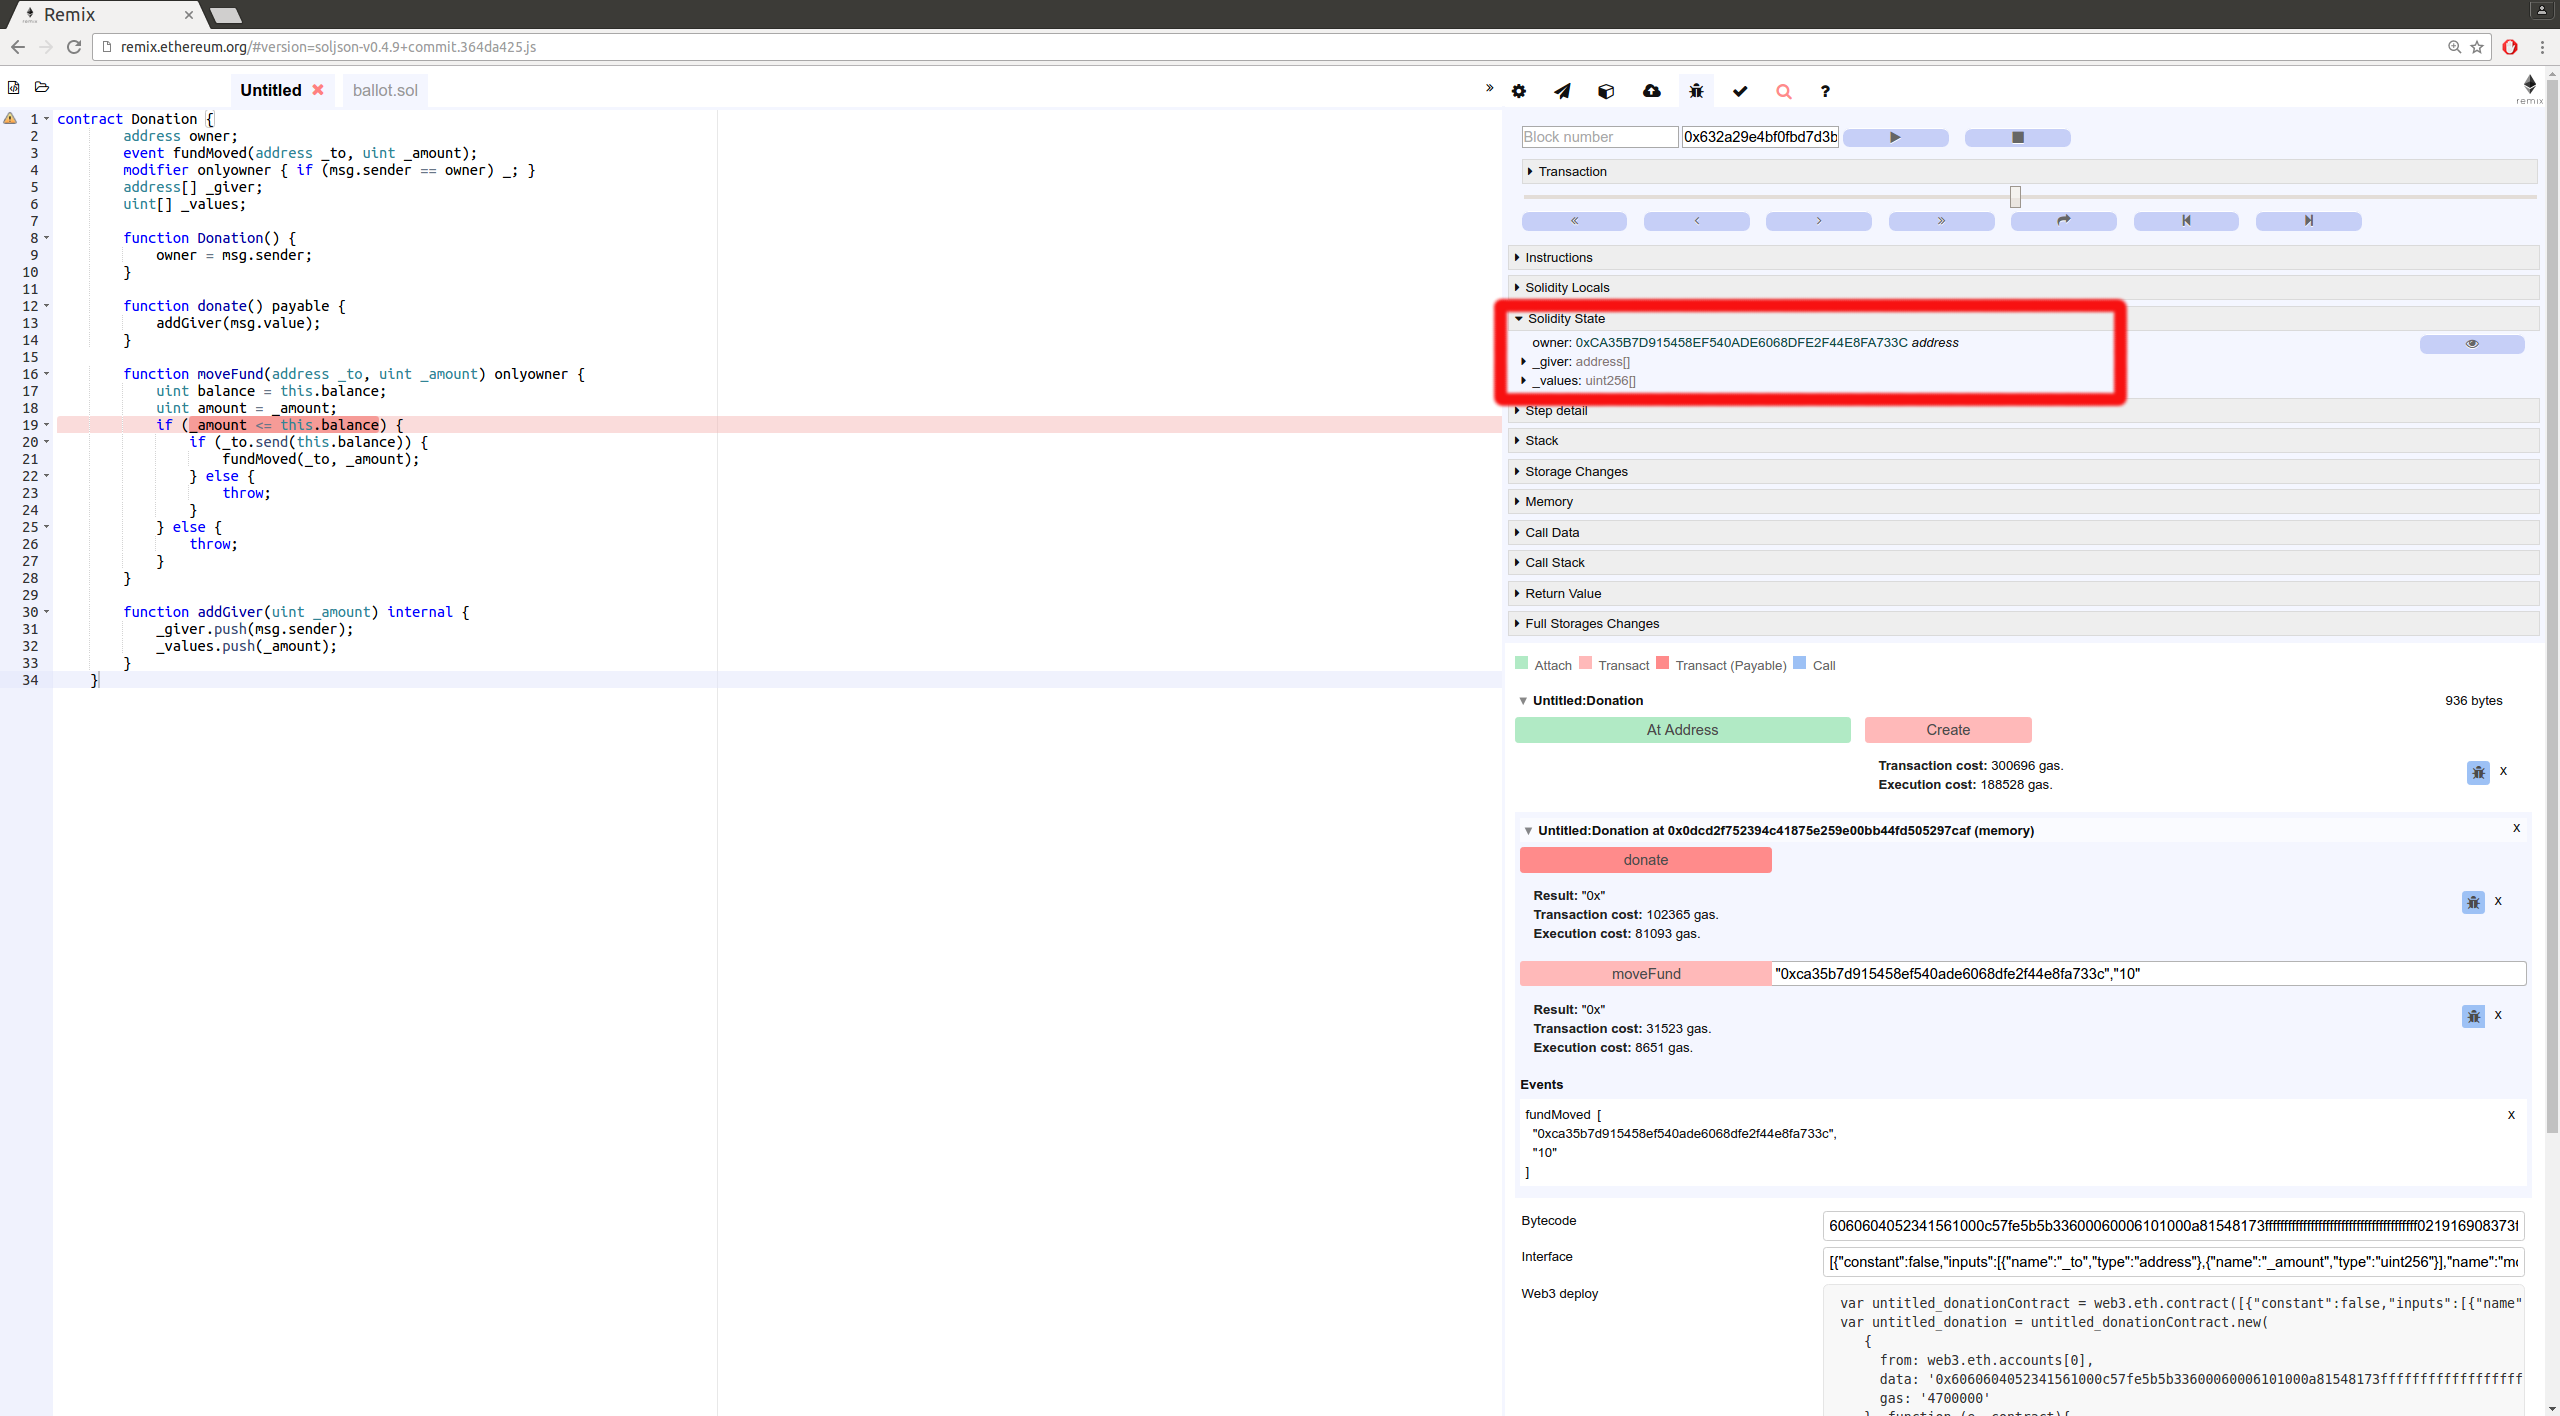 Remix
remix.ethereum.org/#version=soljson-v0.4.9+commit.364da425.js
Untitled
ballot.sol
remix
1 contract Donation {
2 address owner;
3 event fundMoved(address _to, uint _amount);
4 modifier onlyowner { if (msg.sender == owner) _; }
5 address[] _giver;
6 uint[] _values;
7
8 function Donation() {
9 owner = msg.sender;
10 }
11
12 function donate() payable {
13 addGiver(msg.value);
14 }
15
16 function moveFund(address _to, uint _amount) onlyowner {
17 uint balance = this.balance;
18 uint amount = _amount;
19 if (_amount <= this.balance) {
20 if (_to.send(this.balance)) {
21 fundMoved(_to, _amount);
22 } else {
23 throw;
24 }
25 } else {
26 throw;
27 }
28 }
29
30 function addGiver(uint _amount) internal {
31 _giver.push(msg.sender);
32 _values.push(_amount);
33 }
34 }
Block number 0x632a29e4bf0fbd7d3b
Transaction
Instructions
Solidity Locals
Solidity State
owner: 0xCA35B7D915458EF540ADE6068DFE2F44E8FA733C address
_giver: address[]
_values: uint256[]
Step detail
Stack
Storage Changes
Memory
Call Data
Call Stack
Return Value
Full Storages Changes
Attach Transact Transact (Payable) Call
Untitled:Donation 936 bytes
At Address Create
Transaction cost: 300696 gas.
Execution cost: 188528 gas.
x
Untitled:Donation at 0x0dcd2f752394c41875e259e00bb44fd505297caf (memory) x
donate
Result: "0x"
x
Transaction cost: 102365 gas.
Execution cost: 81093 gas.
moveFund "0xca35b7d915458ef540ade6068dfe2f44e8fa733c","10"
Result: "0x"
x
Transaction cost: 31523 gas.
Execution cost: 8651 gas.
Events
fundMoved [ x
"0xca35b7d915458ef540ade6068dfe2f44e8fa733c",
"10"
]
Bytecode
Interface [{"constant":false,"inputs":[{"name":"_to","type":"address"},{"name":"_amount","type":"uint256"}],"name":"mo
Web3 deploy
var untitled_donationContract = web3.eth.contract([{"constant":false,"inputs":[{"name"
var untitled_donation = untitled_donationContract.new(
{
from: web3.eth.accounts[0],
gas: '4700000'